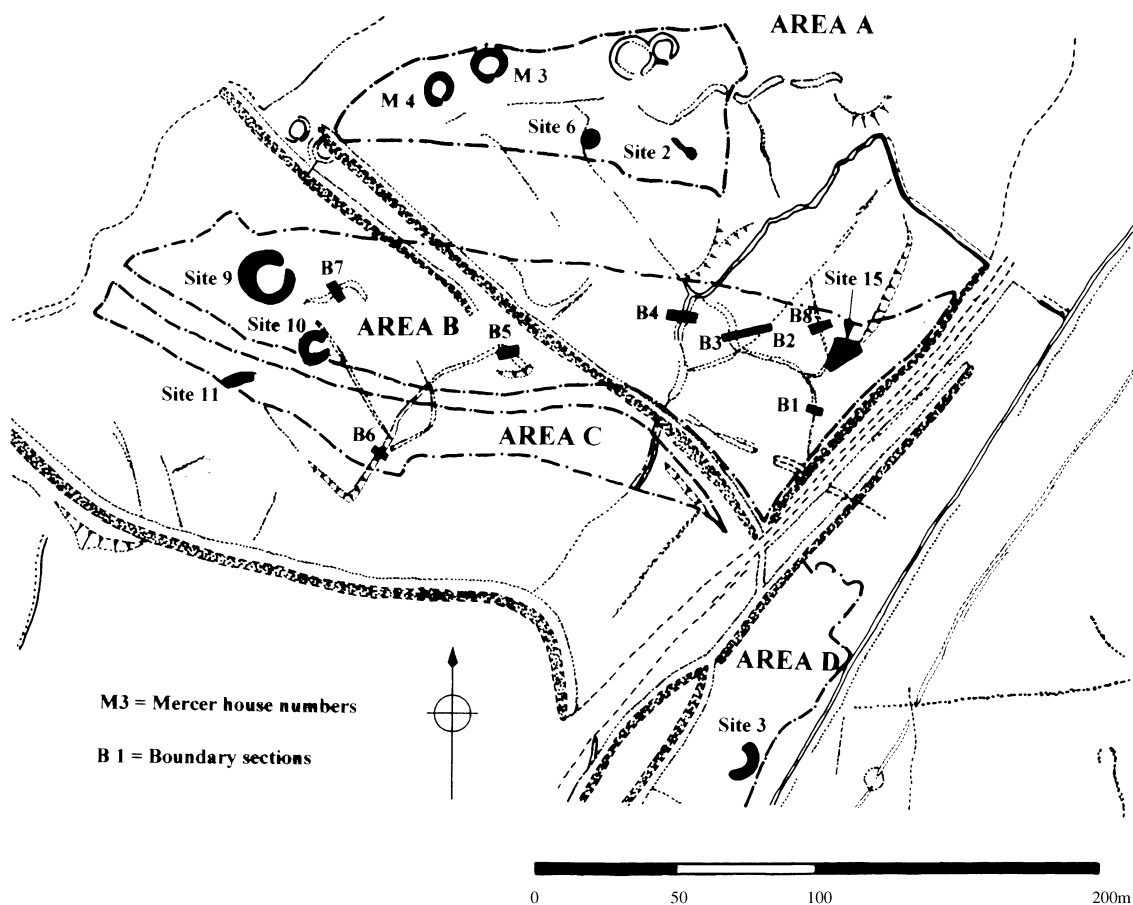 AREA A
M 3
M 4
Site 6
Site 2
Site 9
B7
Site 15
Site 10
AREA B
B5
B4
B3
B2
B8
Site 11
B1
B6
AREA C
AREA D
M3 = Mercer house numbers
B 1 = Boundary sections
Site 3
0
50
100
200m